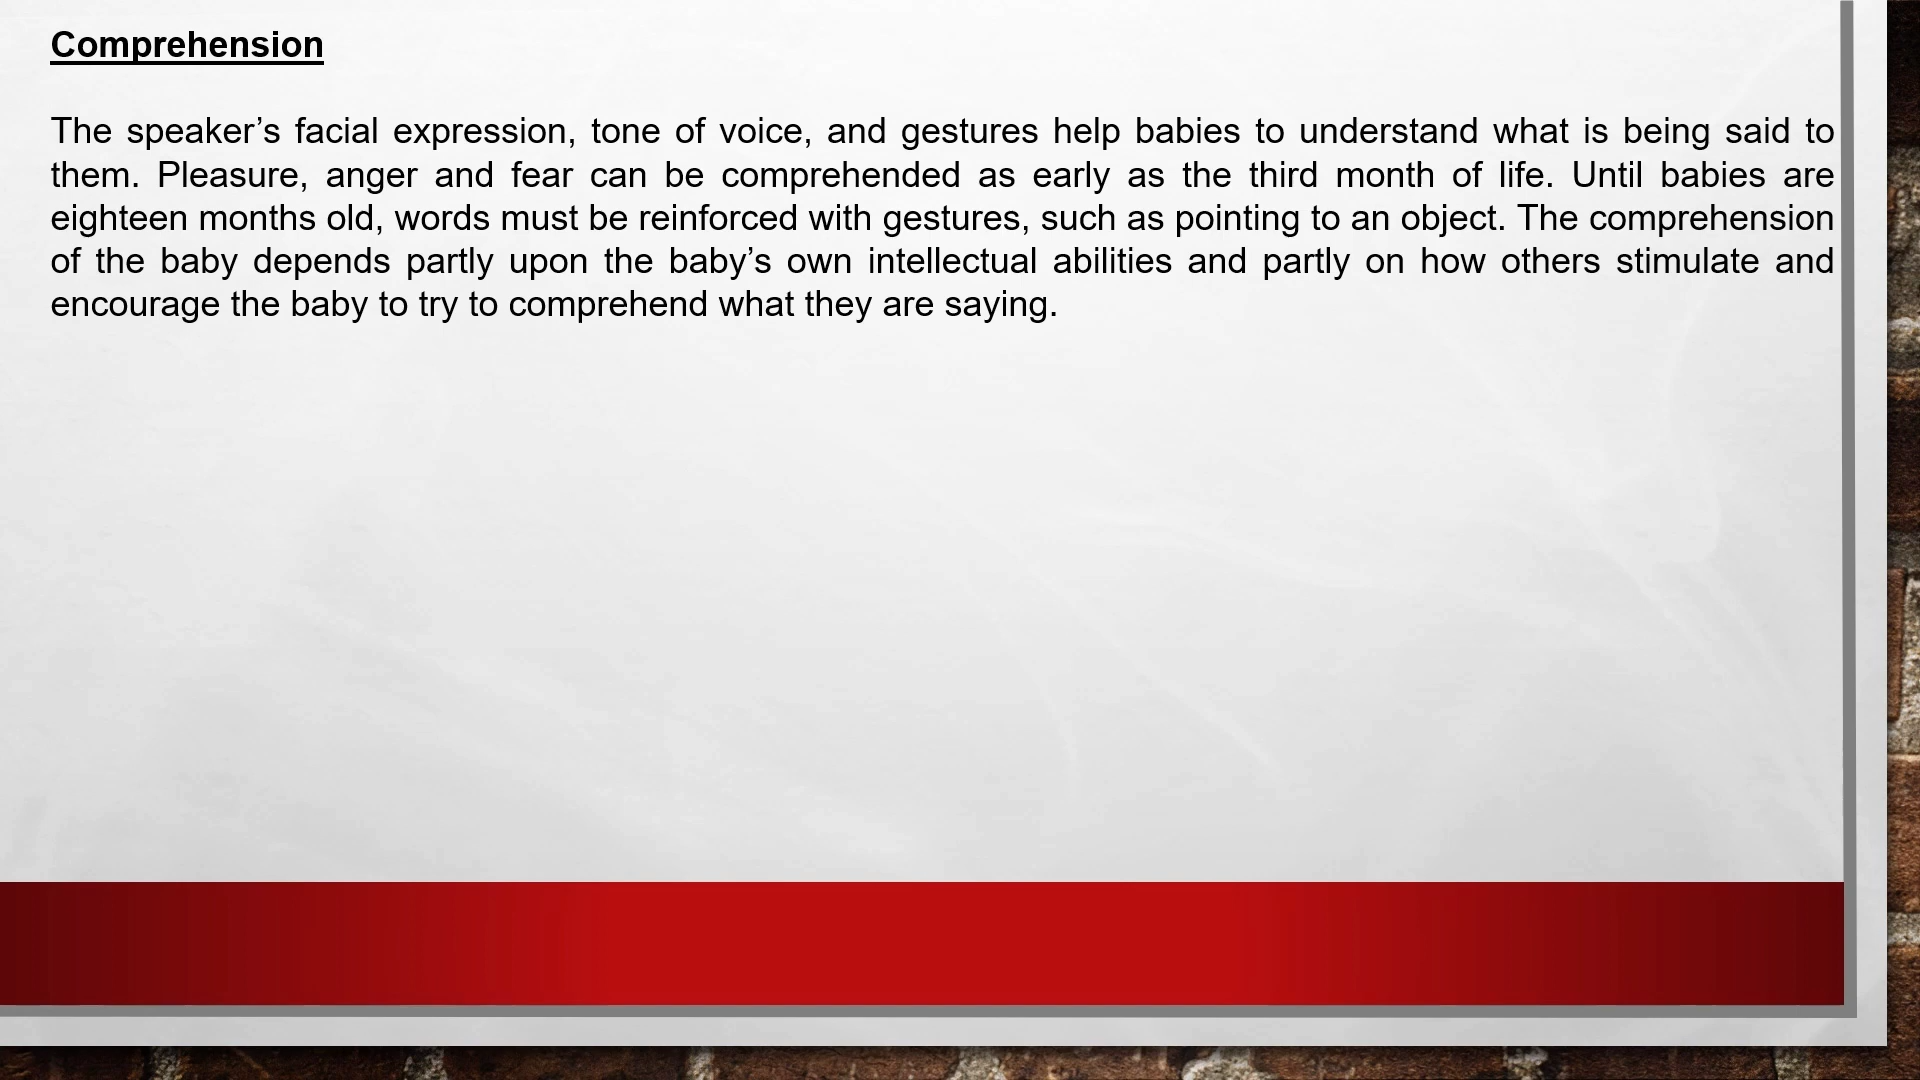 Comprehension
The speaker’s facial expression, tone of voice, and gestures help babies to understand what is being said to
them. Pleasure, anger and fear can be comprehended as early as the third month of life. Until babies are
eighteen months old, words must be reinforced with gestures, such as pointing to an object. The comprehension
of the baby depends partly upon the baby’s own intellectual abilities and partly on how others stimulate and
encourage the baby to try to comprehend what they are saying.